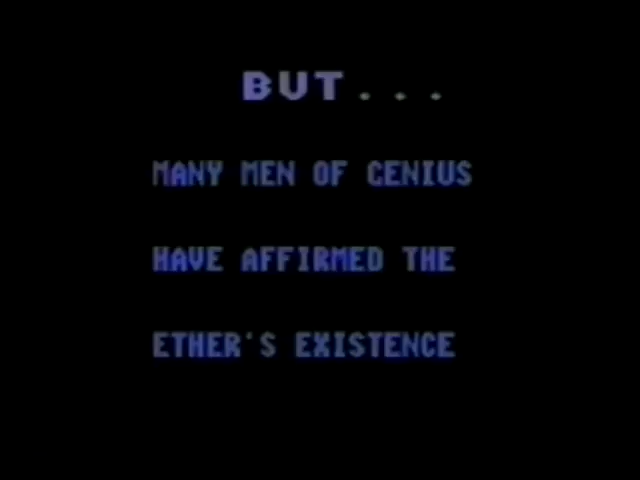 BUT...
MANY MEN OF GENIUS
HAVE AFFIRMED THE
ETHER'S EXISTENCE